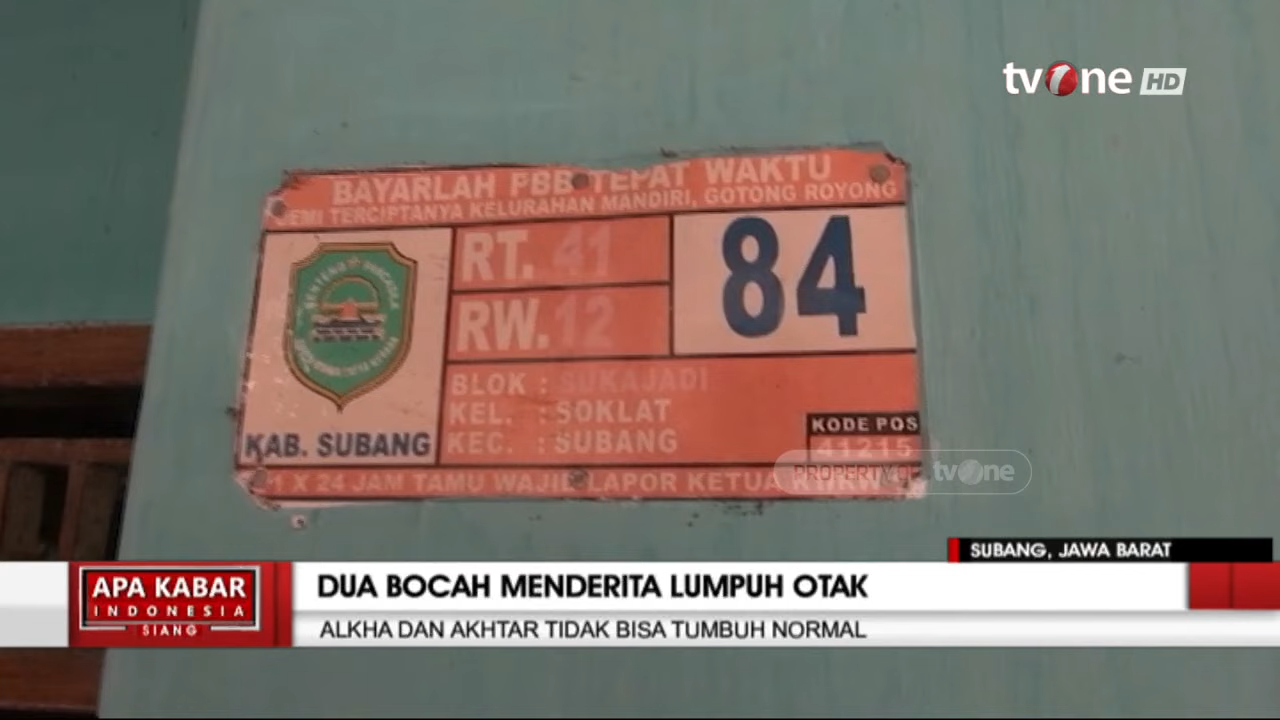 tvOne HD
BAYARLAH PBB TEPAT WAKTU
DEMI TERCIPTANYA KELURAHAN MANDIRI, GOTONG ROYONG
RT. 41
84
RW. 12
BLOK : SUKAJADI
KEL. : SOKLAT
KEC. : SUBANG
KAB. SUBANG
KODE POS
41215
1 X 24 JAM TAMU WAJIB LAPOR KETUA RT/RW
PROPERTY OF tvOne
SUBANG, JAWA BARAT
APA KABAR
INDONESIA
SIANG
DUA BOCAH MENDERITA LUMPUH OTAK
ALKHA DAN AKHTAR TIDAK BISA TUMBUH NORMAL